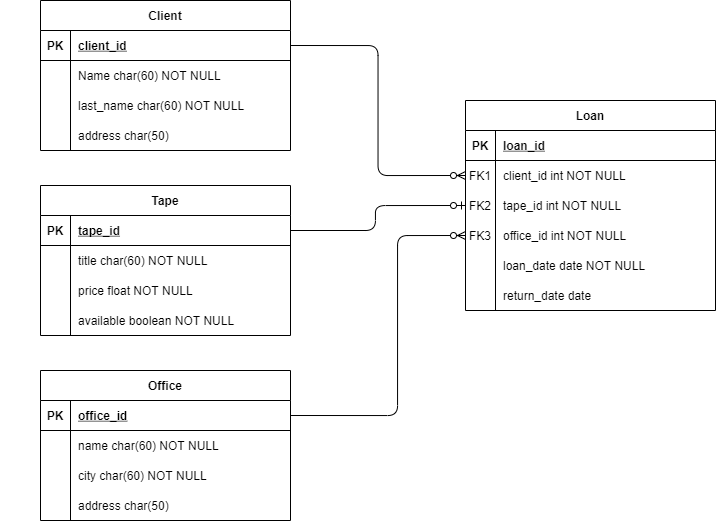 Client
PK client_id
Name char(60) NOT NULL
last_name char(60) NOT NULL
address char(50)
Tape
PK tape_id
title char(60) NOT NULL
price float NOT NULL
available boolean NOT NULL
Office
PK office_id
name char(60) NOT NULL
city char(60) NOT NULL
address char(50)
Loan
PK loan_id
FK1 client_id int NOT NULL
FK2 tape_id int NOT NULL
FK3 office_id int NOT NULL
loan_date date NOT NULL
return_date date